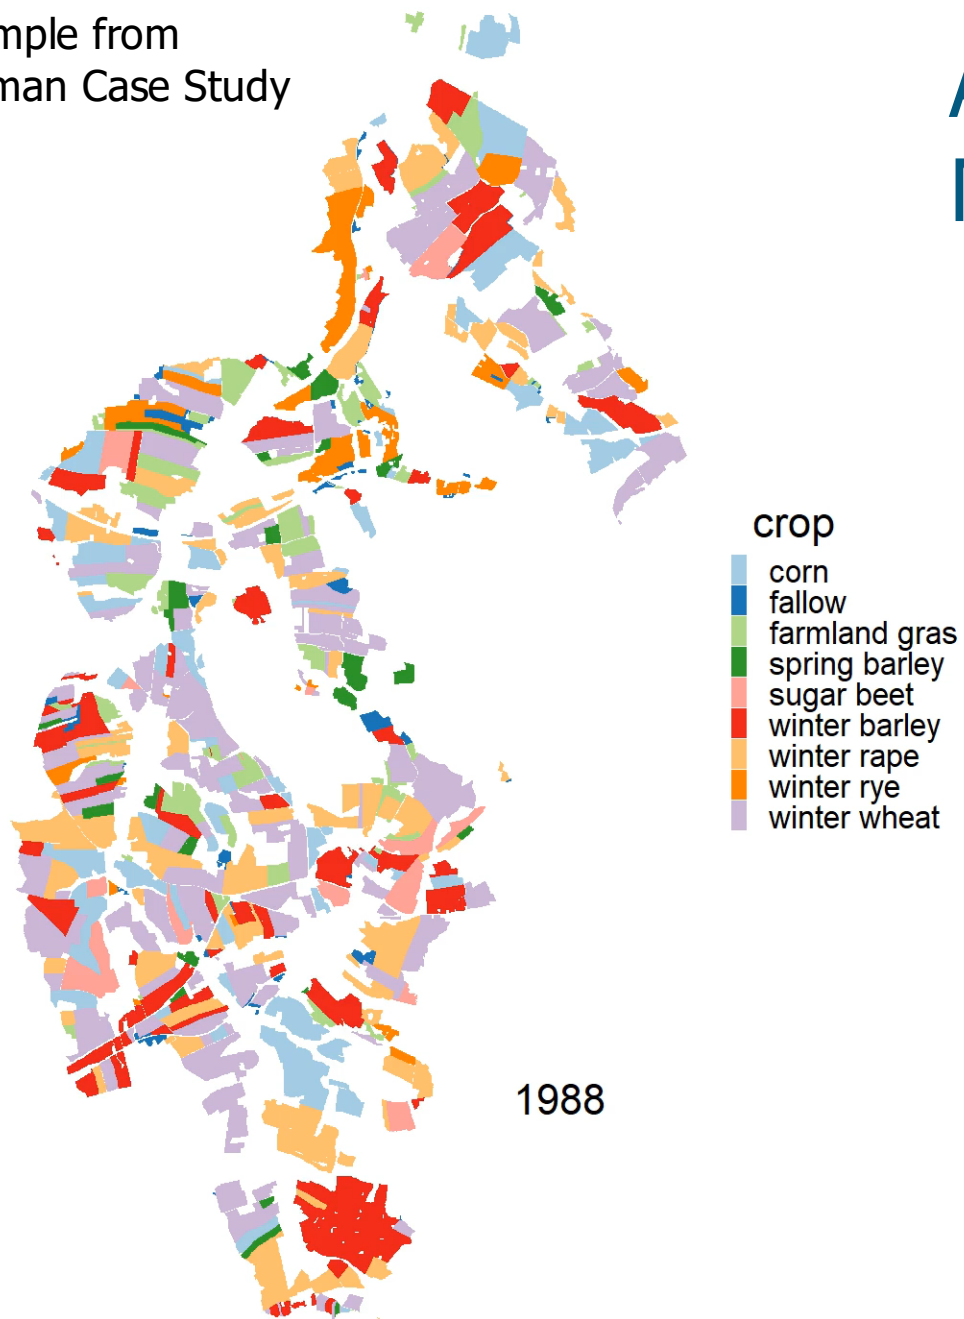 mple from
man Case Study
A
crop
corn
fallow
farmland gras
spring barley
sugar beet
winter barley
winter rape
winter rye
winter wheat
1988